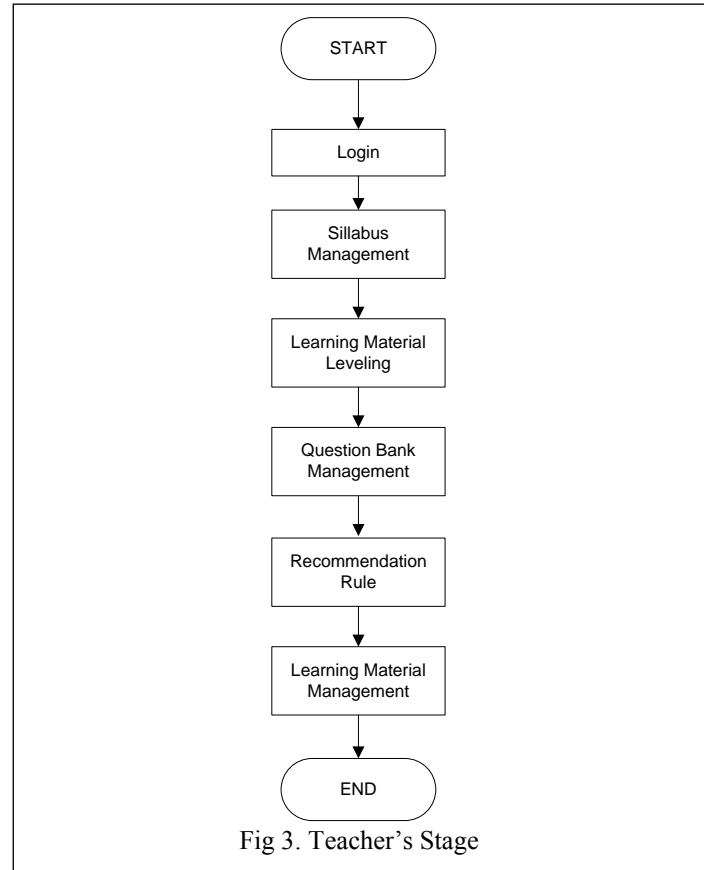 START
Login
Sillabus
Management
Learning Material
Leveling
Question Bank
Management
Recommendation
Rule
Learning Material
Management
END
Fig 3. Teacher’s Stage